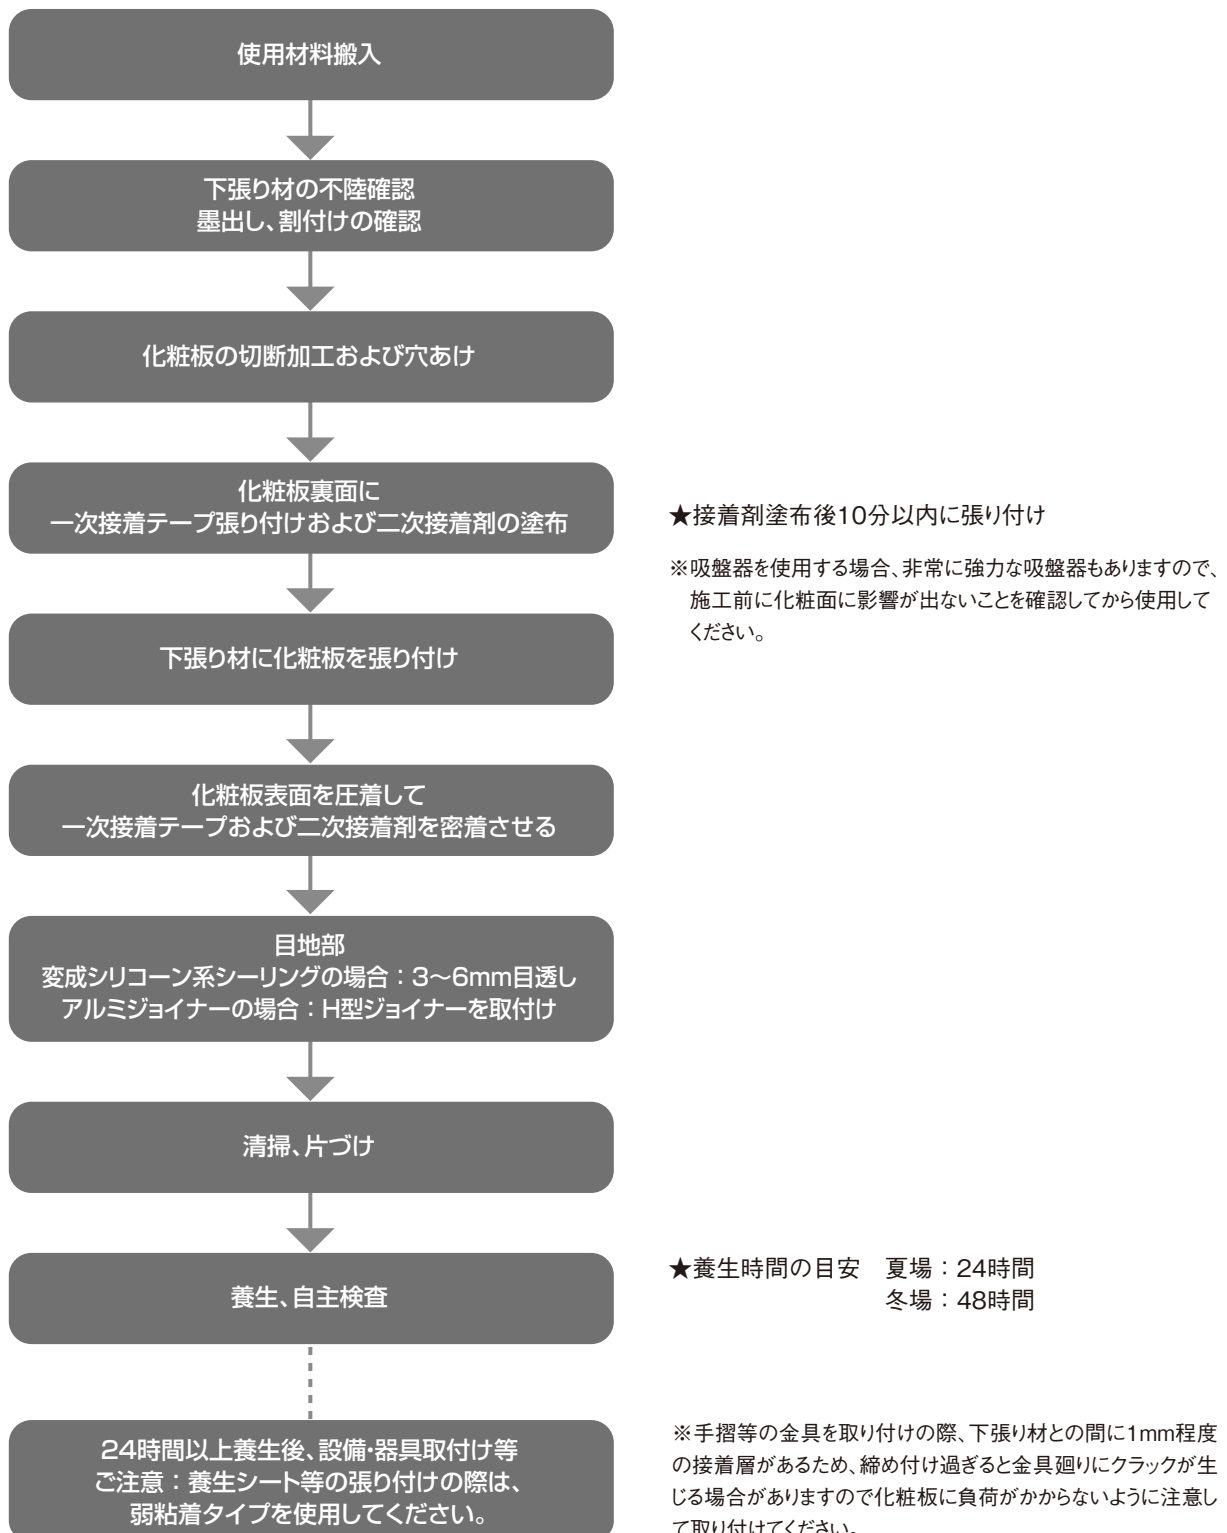 使用材料搬入
下張り材の不陸確認
墨出し、割付けの確認
化粧板の切断加工および穴あけ
化粧板裏面に
一次接着テープ張り付けおよび二次接着剤の塗布
★接着剤塗布後10分以内に張り付け
※吸盤器を使用する場合、非常に強力な吸盤器もありますので、
施工前に化粧面に影響が出ないことを確認してから使用して
ください。
下張り材に化粧板を張り付け
化粧板表面を圧着して
一次接着テープおよび二次接着剤を密着させる
目地部
変成シリコーン系シーリングの場合：3〜6mm目透し
アルミジョイナーの場合：H型ジョイナーを取付け
清掃、片づけ
養生、自主検査
★養生時間の目安　夏場：24時間
冬場：48時間
24時間以上養生後、設備・器具取付け等
ご注意：養生シート等の張り付けの際は、
弱粘着タイプを使用してください。
※手摺等の金具を取り付けの際、下張り材との間に1mm程度
の接着層があるため、締め付け過ぎると金具廻りにクラックが生
じる場合がありますので化粧板に負荷がかからないように注意し
て取り付けてください。